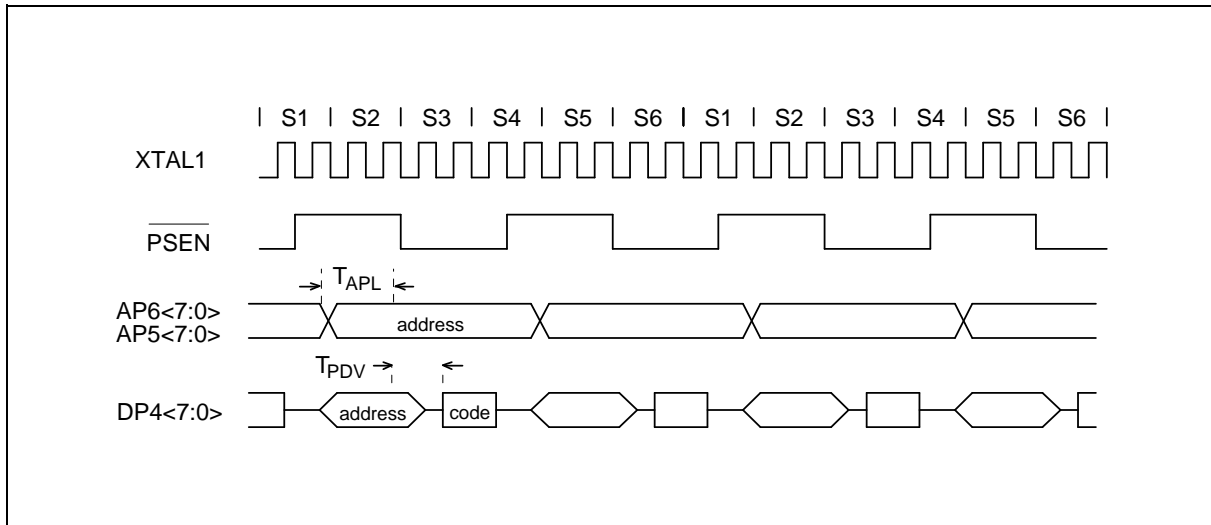 | S1 | S2 | S3 | S4 | S5 | S6 | S1 | S2 | S3 | S4 | S5 | S6 |
XTAL1
PSEN
TAPL
AP6<7:0>
AP5<7:0>
address
TPDV
DP4<7:0>
address
code